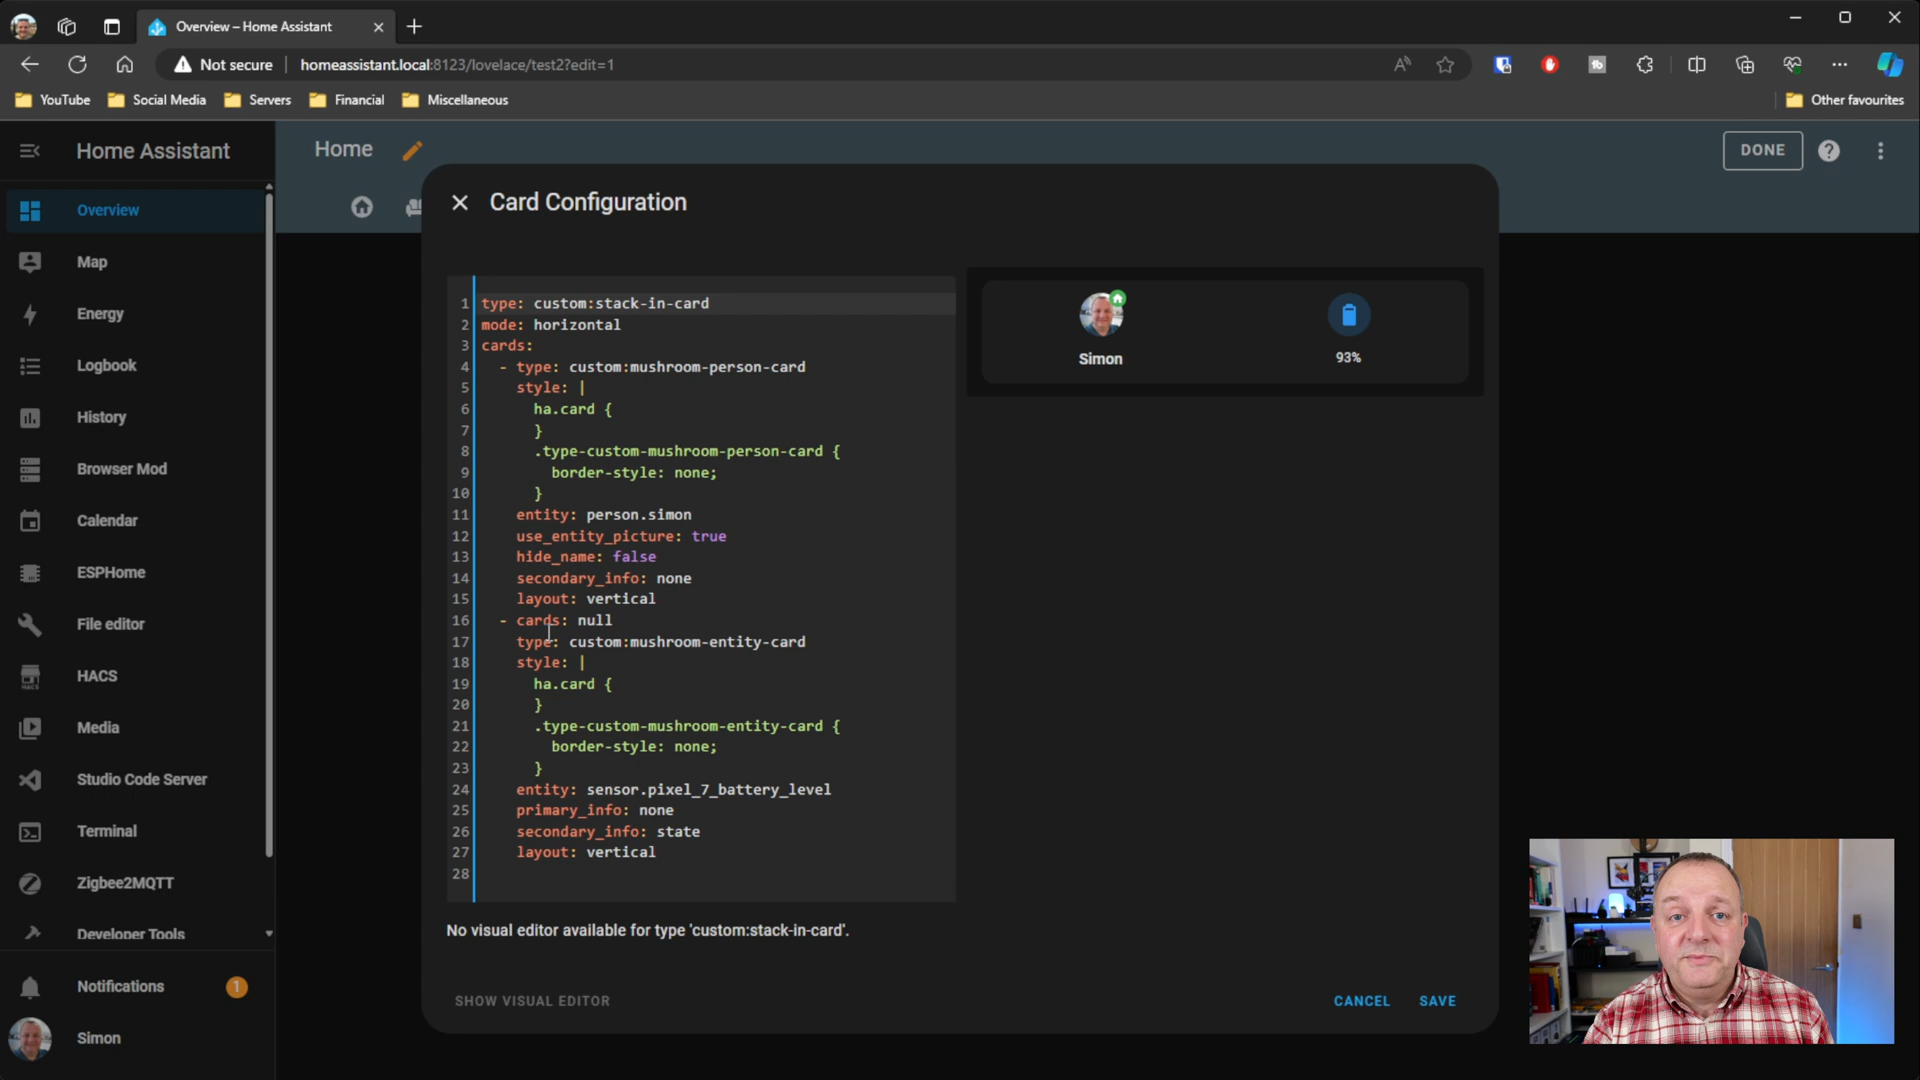 Overview – Home Assistant
Not secure
homeassistant.local:8123/lovelace/test2?edit=1
YouTube
Social Media
Servers
Financial
Miscellaneous
Other favourites
Home Assistant
Home
DONE
Overview
Map
Energy
Logbook
History
Browser Mod
Calendar
ESPHome
File editor
HACS
Media
Studio Code Server
Terminal
Zigbee2MQTT
Developer Tools
Notifications
1
Simon
Card Configuration
1 type: custom:stack-in-card
2 mode: horizontal
3 cards:
4 - type: custom:mushroom-person-card
5 style: |
6 ha.card {
7 }
8 .type-custom-mushroom-person-card {
9 border-style: none;
10 }
11 entity: person.simon
12 use_entity_picture: true
13 hide_name: false
14 secondary_info: none
15 layout: vertical
16 - cards: null
17 type: custom:mushroom-entity-card
18 style: |
19 ha.card {
20 }
21 .type-custom-mushroom-entity-card {
22 border-style: none;
23 }
24 entity: sensor.pixel_7_battery_level
25 primary_info: none
26 secondary_info: state
27 layout: vertical
28
Simon
93%
No visual editor available for type 'custom:stack-in-card'.
SHOW VISUAL EDITOR
CANCEL
SAVE